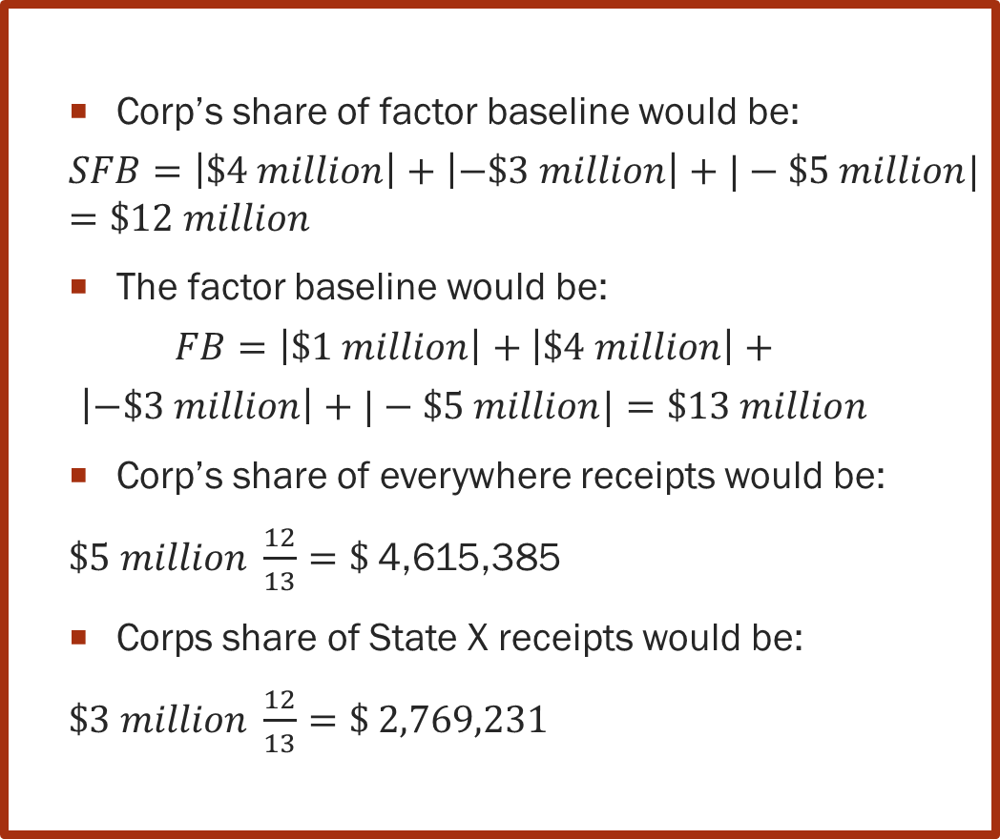 ▪ Corp’s share of factor baseline would be:
SFB = |$4 million| + |−$3 million| + | − $5 million|
= $12 million
▪ The factor baseline would be:
FB = |$1 million| + |$4 million| +
|−$3 million| + | − $5 million| = $13 million
▪ Corp’s share of everywhere receipts would be:
$5 million 12/13 = $ 4,615,385
▪ Corps share of State X receipts would be:
$3 million 12/13 = $ 2,769,231